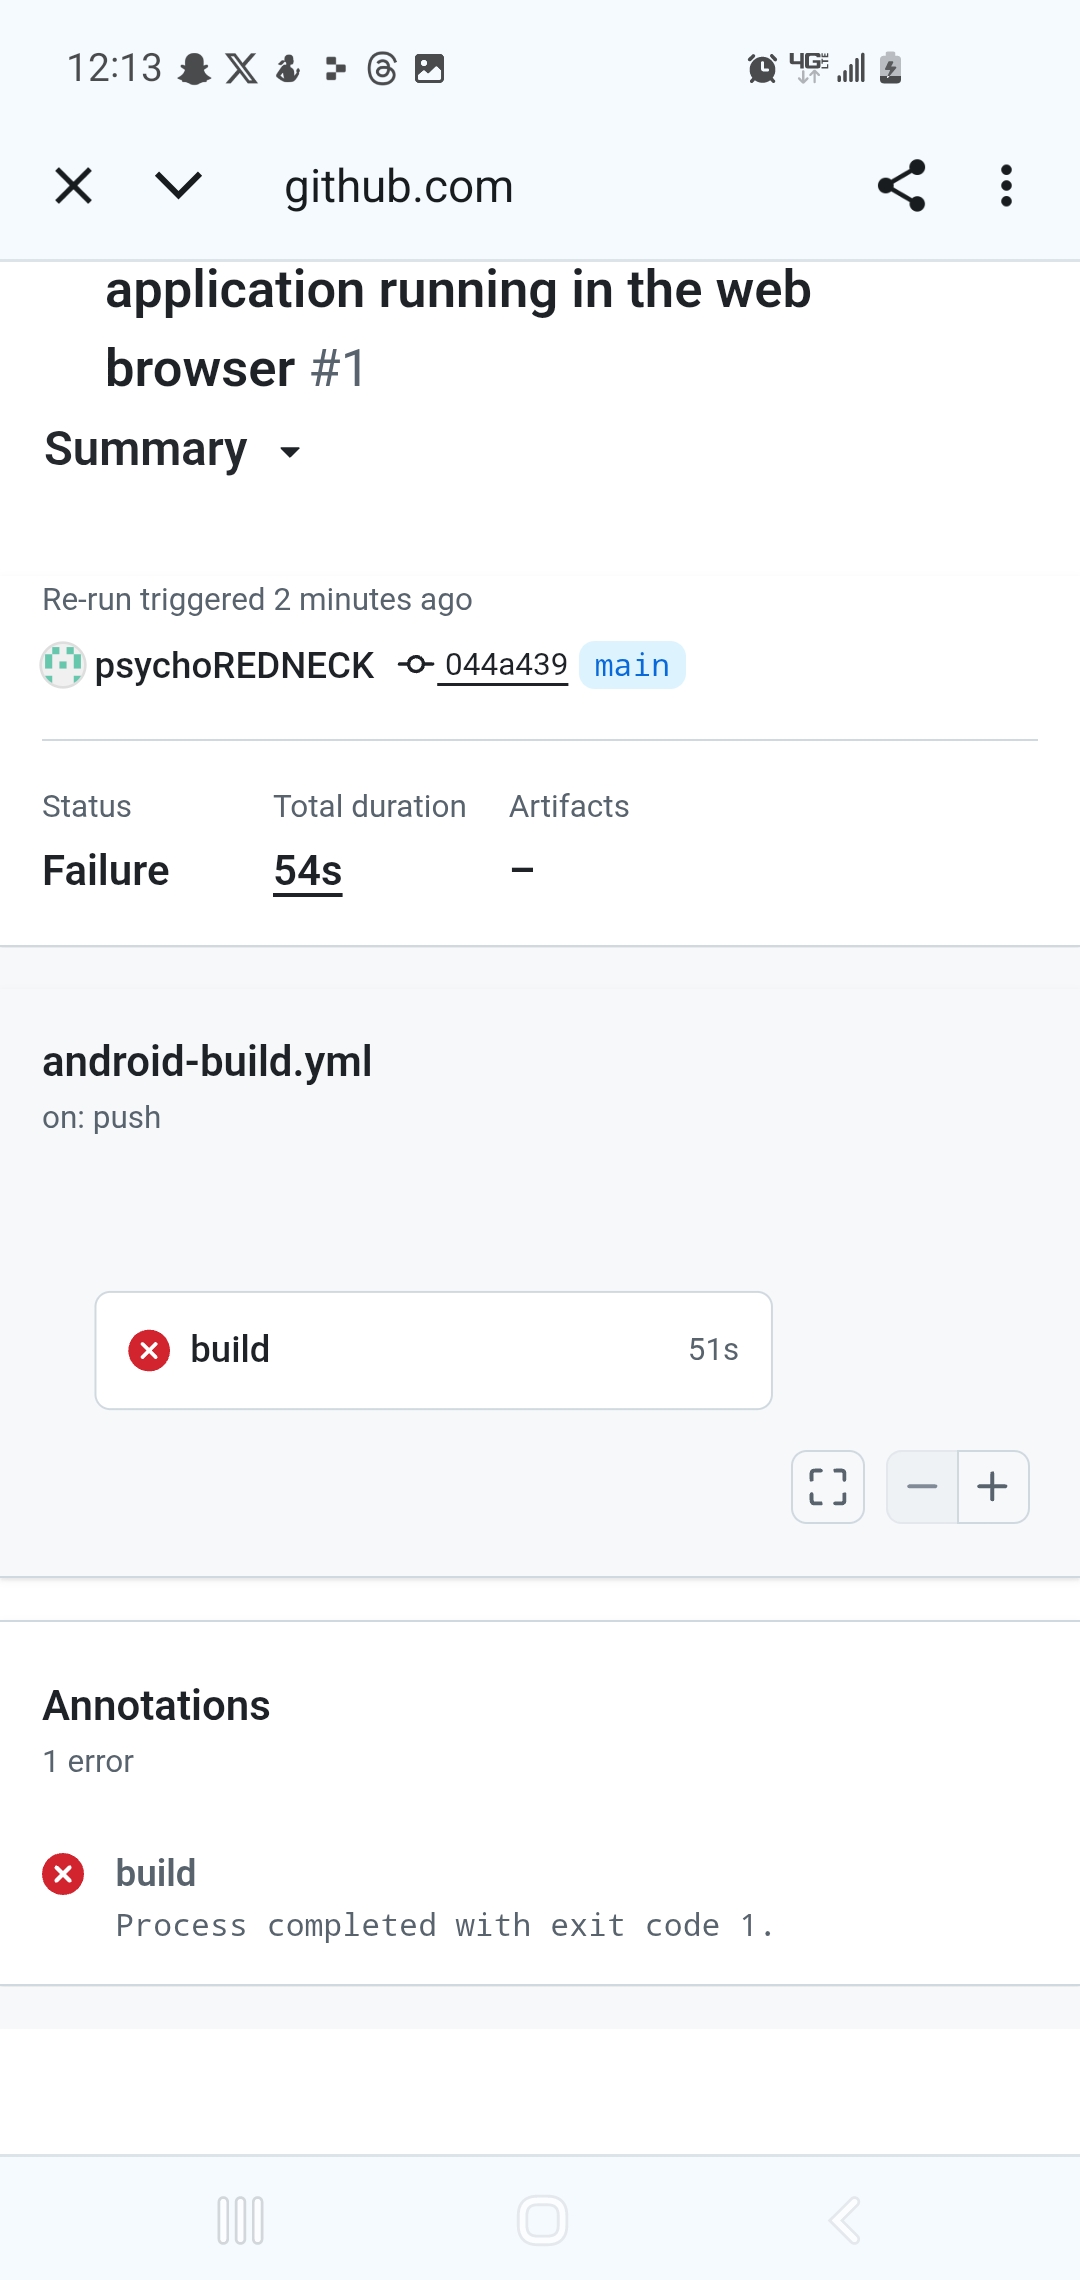 12:13
4G LTE
github.com
application running in the web
browser #1
Summary
Re-run triggered 2 minutes ago
psychoREDNECK 044a439 main
Status Total duration Artifacts
Failure 54s –
android-build.yml
on: push
build 51s
Annotations
1 error
build
Process completed with exit code 1.